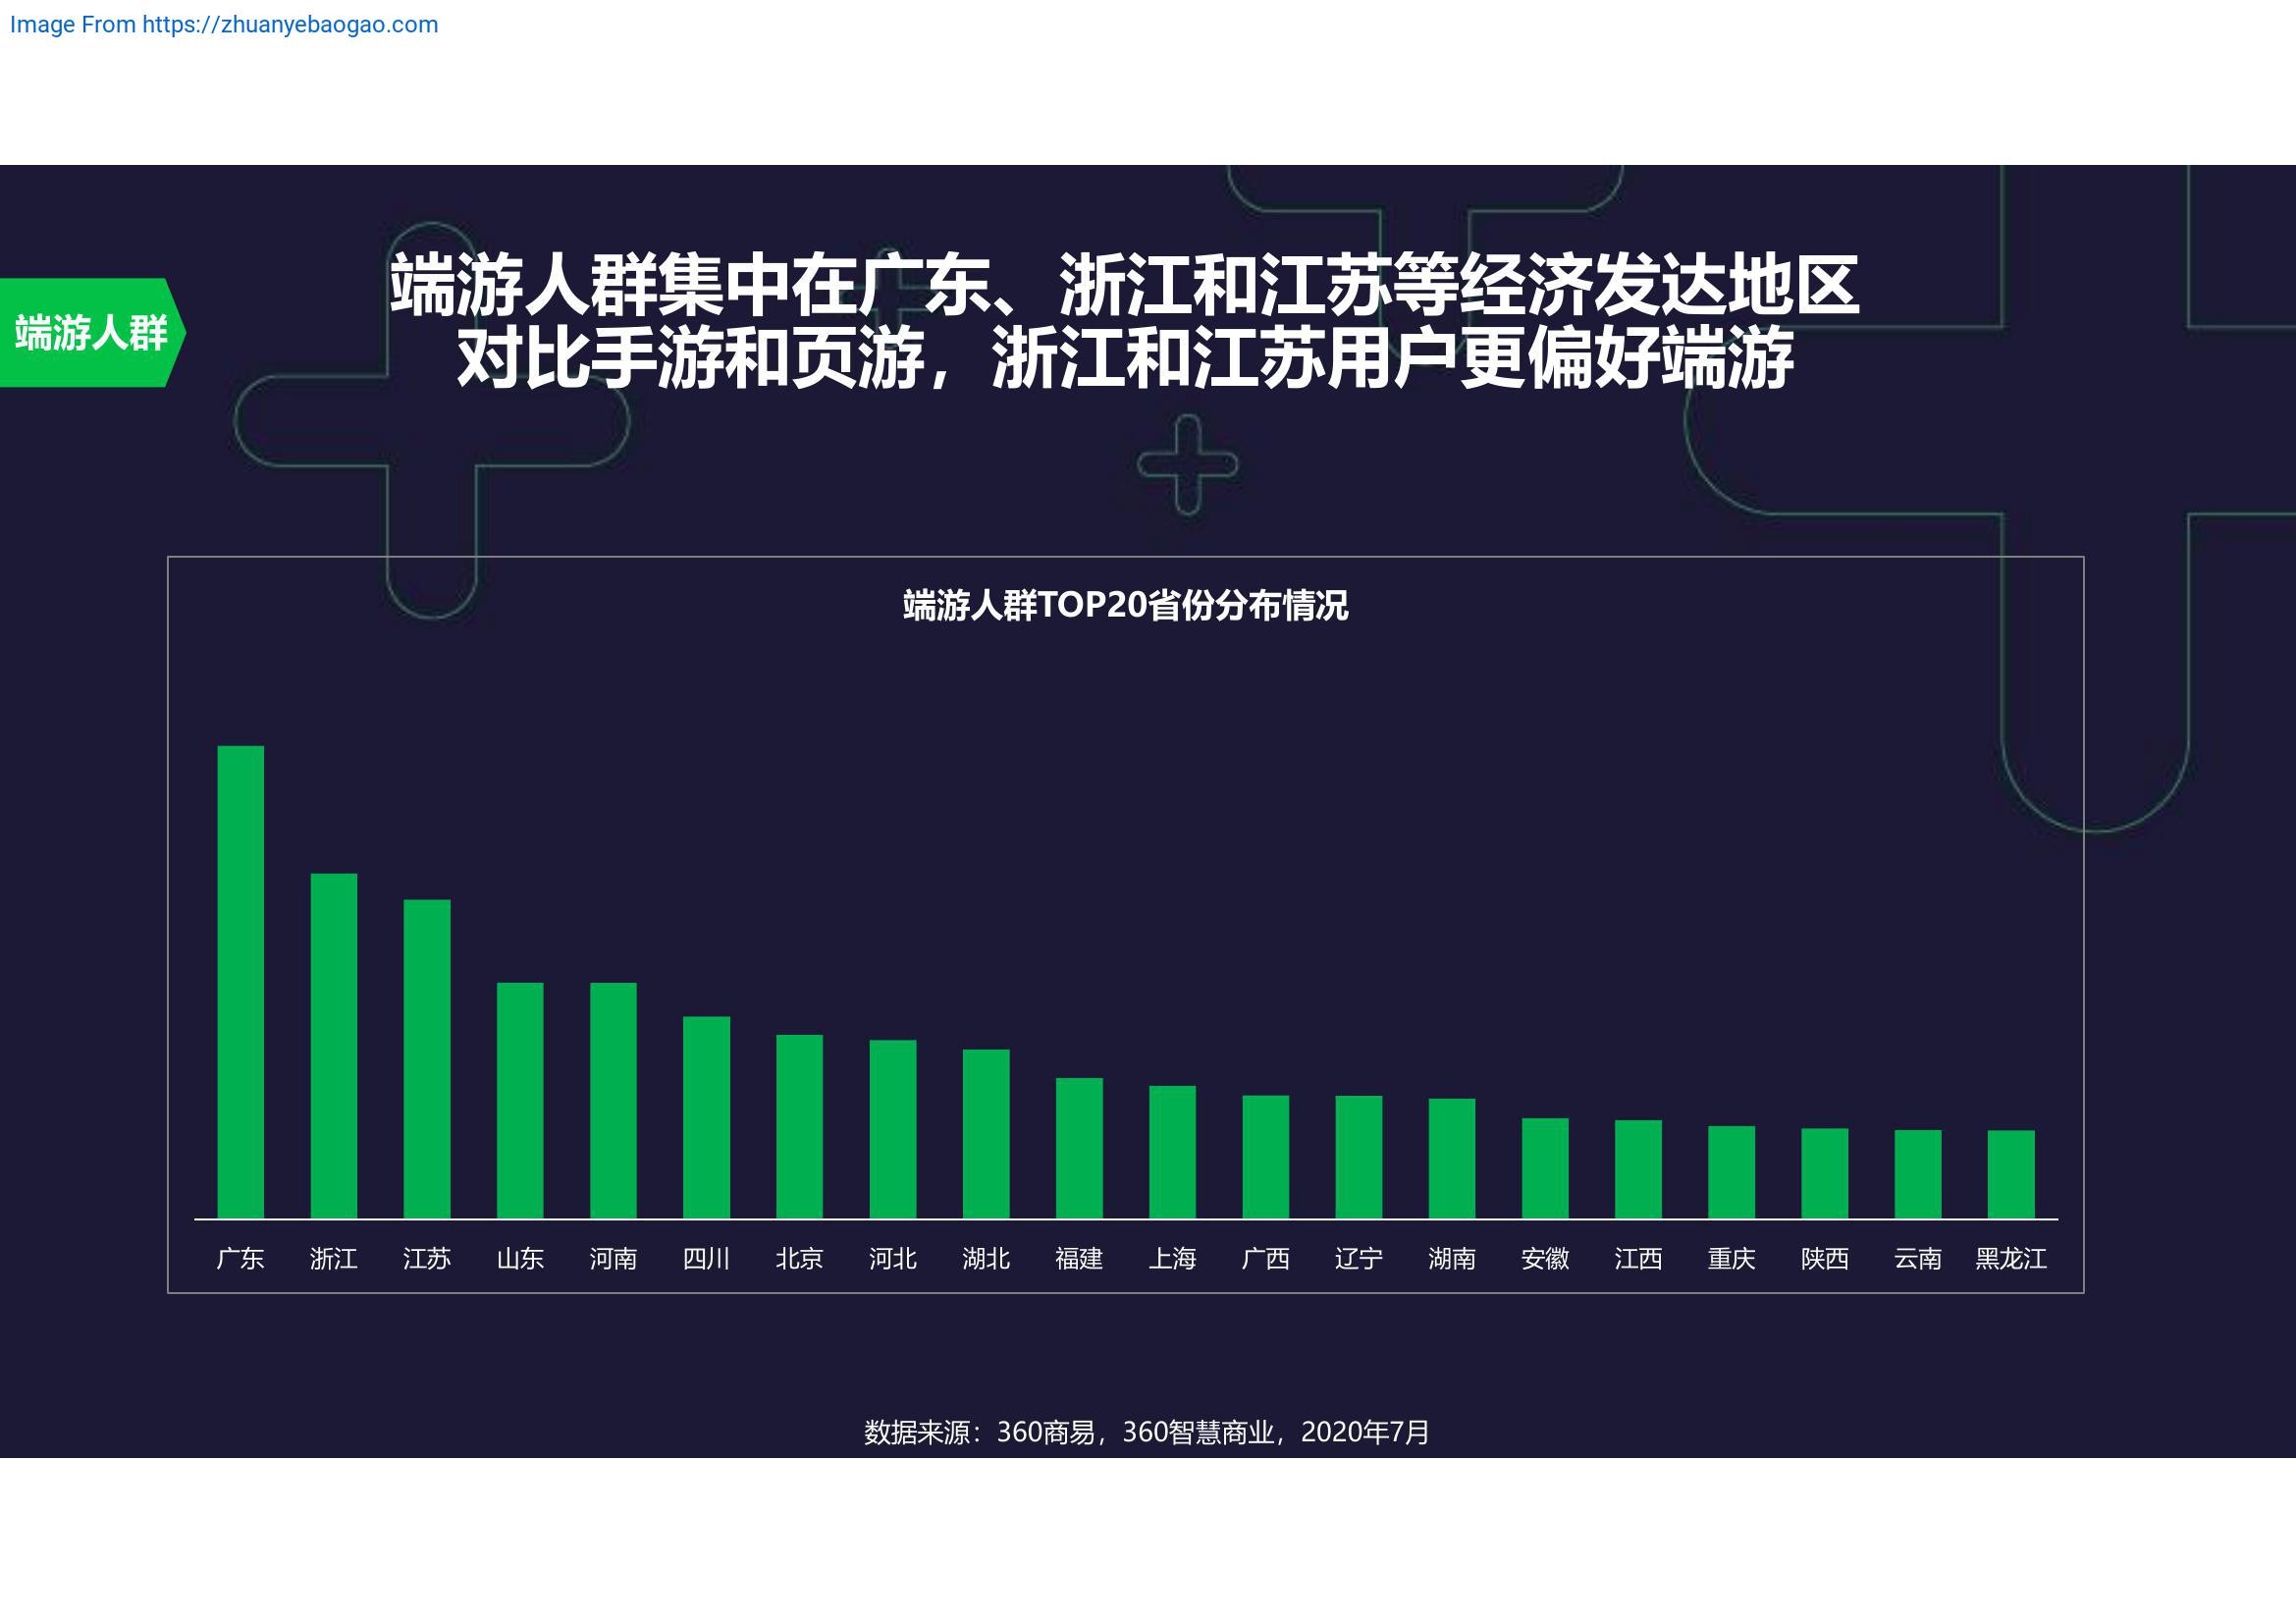 Image From https://zhuanyebaogao.com
端游人群集中在广东、浙江和江苏等经济发达地区
对比手游和页游，浙江和江苏用户更偏好端游
端游人群
端游人群TOP20省份分布情况
广东 浙江 江苏 山东 河南 四川 北京 河北 湖北 福建 上海 广西 辽宁 湖南 安徽 江西 重庆 陕西 云南 黑龙江
数据来源：360商易，360智慧商业，2020年7月